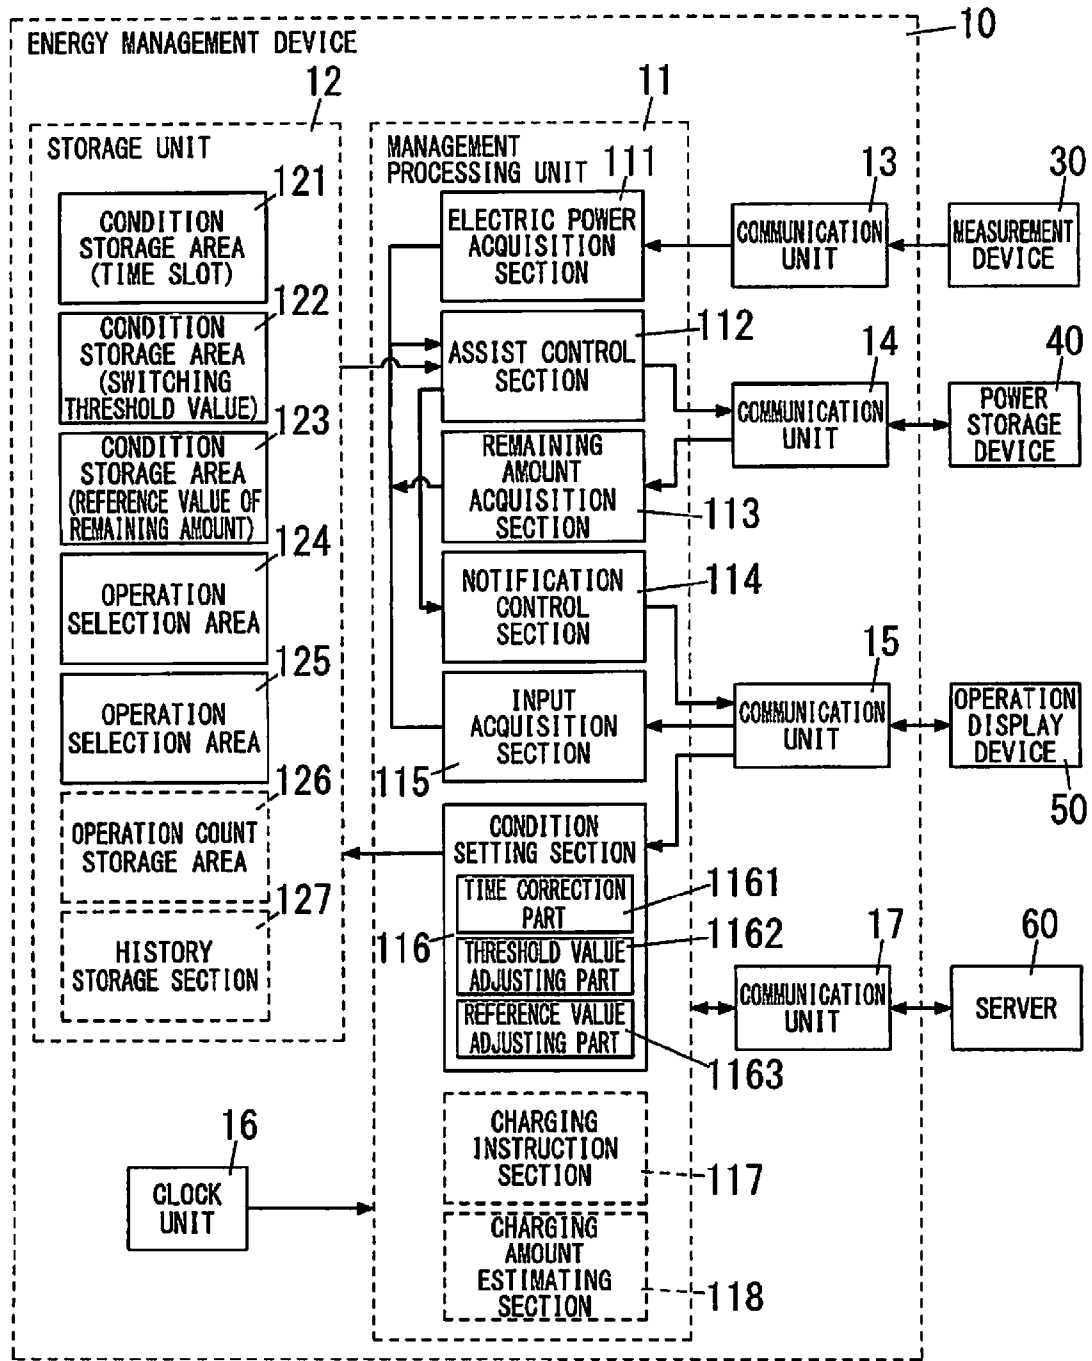 10
ENERGY MANAGEMENT DEVICE
12
STORAGE UNIT
121
CONDITION
STORAGE AREA
(TIME SLOT)
122
CONDITION
STORAGE AREA
(SWITCHING
THRESHOLD VALUE)
123
CONDITION
STORAGE AREA
(REFERENCE VALUE OF
REMAINING AMOUNT)
124
OPERATION
SELECTION AREA
125
OPERATION
SELECTION AREA
126
OPERATION COUNT
STORAGE AREA
127
HISTORY
STORAGE SECTION
16
CLOCK
UNIT
11
MANAGEMENT
PROCESSING UNIT
111
ELECTRIC POWER
ACQUISITION
SECTION
112
ASSIST CONTROL
SECTION
REMAINING
AMOUNT
ACQUISITION
SECTION
113
NOTIFICATION
CONTROL
SECTION
114
INPUT
ACQUISITION
SECTION
115
CONDITION
SETTING SECTION
TIME CORRECTION
PART
1161
116
THRESHOLD VALUE
ADJUSTING PART
1162
REFERENCE VALUE
ADJUSTING PART
1163
CHARGING
INSTRUCTION
SECTION
117
CHARGING
AMOUNT
ESTIMATING
SECTION
118
13
COMMUNICATION
UNIT
30
MEASUREMENT
DEVICE
14
COMMUNICATION
UNIT
40
POWER
STORAGE
DEVICE
15
COMMUNICATION
UNIT
OPERATION
DISPLAY
DEVICE
50
17
COMMUNICATION
UNIT
60
SERVER